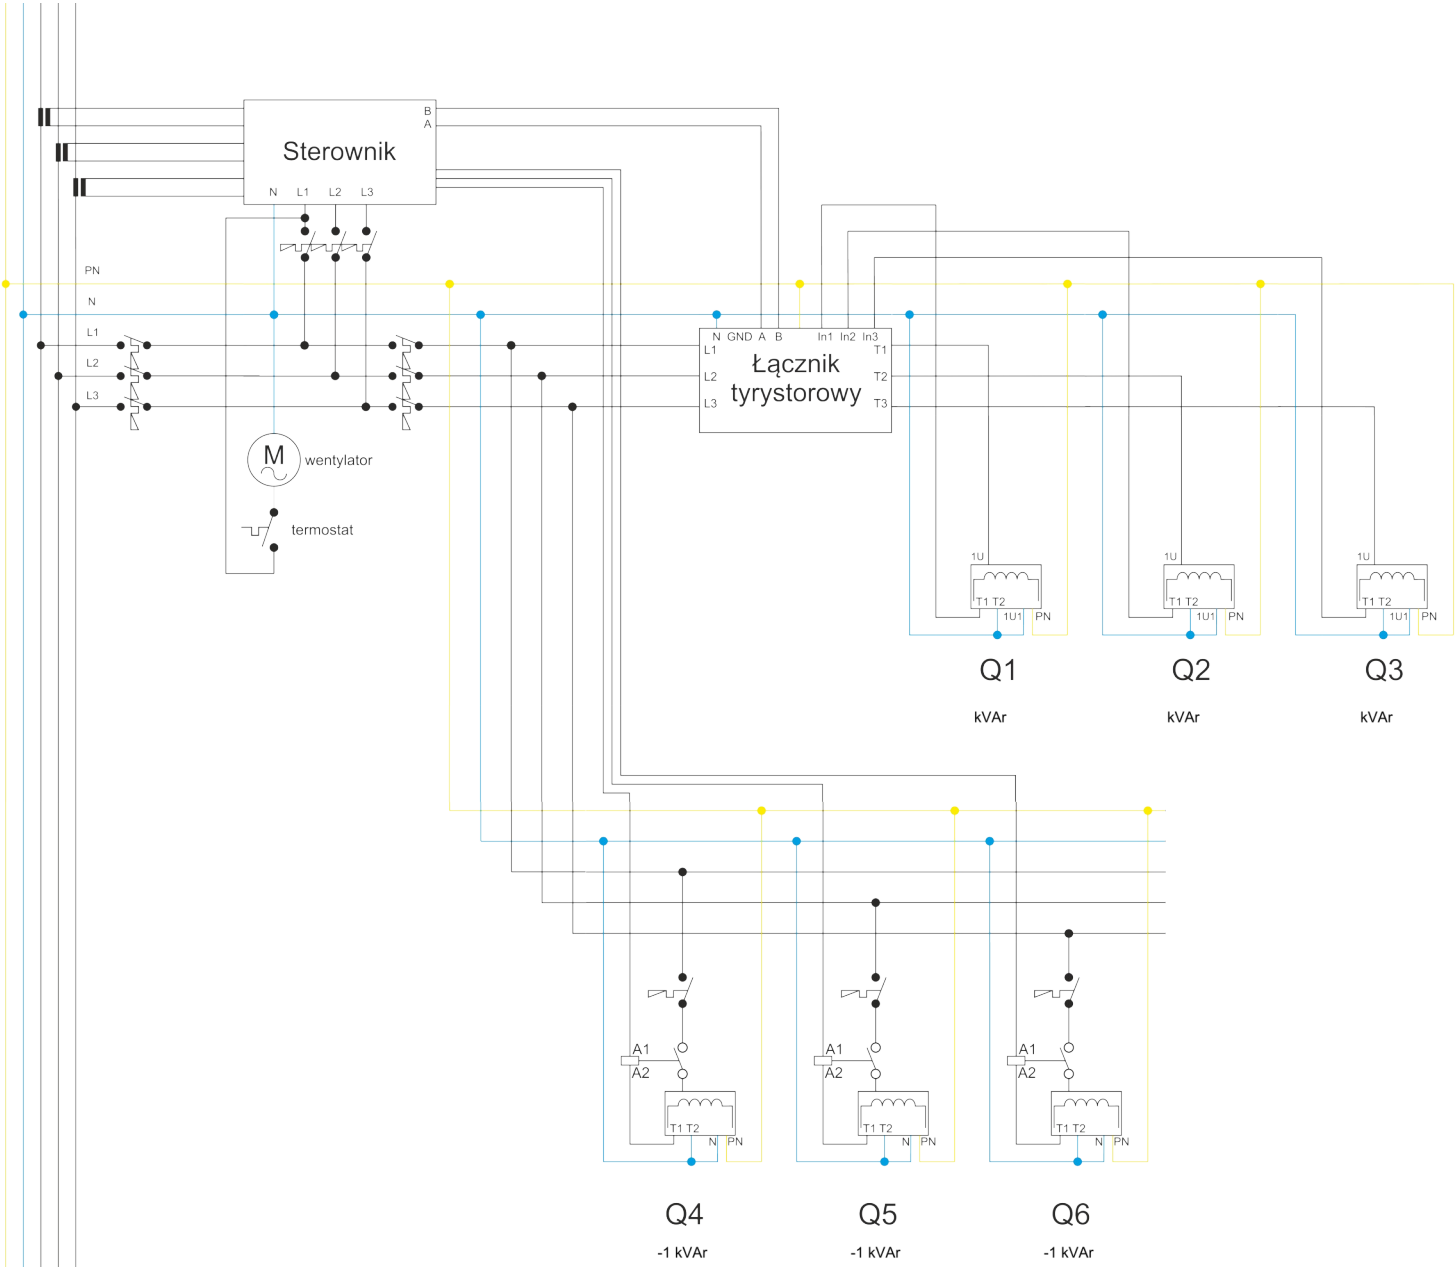 B
A
Sterownik
N L1 L2 L3
PN
N
L1
L2
L3
N GND A B In1 In2 In3
L1 T1
Łącznik
L2 T2
tyrystorowy
L3 T3
M
wentylator
termostat
1U 1U 1U
T1 T2 T1 T2 T1 T2
1U1 PN 1U1 PN 1U1 PN
Q1 Q2 Q3
kVAr kVAr kVAr
A1 A1 A1
A2 A2 A2
T1 T2 T1 T2 T1 T2
N PN N PN N PN
Q4 Q5 Q6
-1 kVAr -1 kVAr -1 kVAr